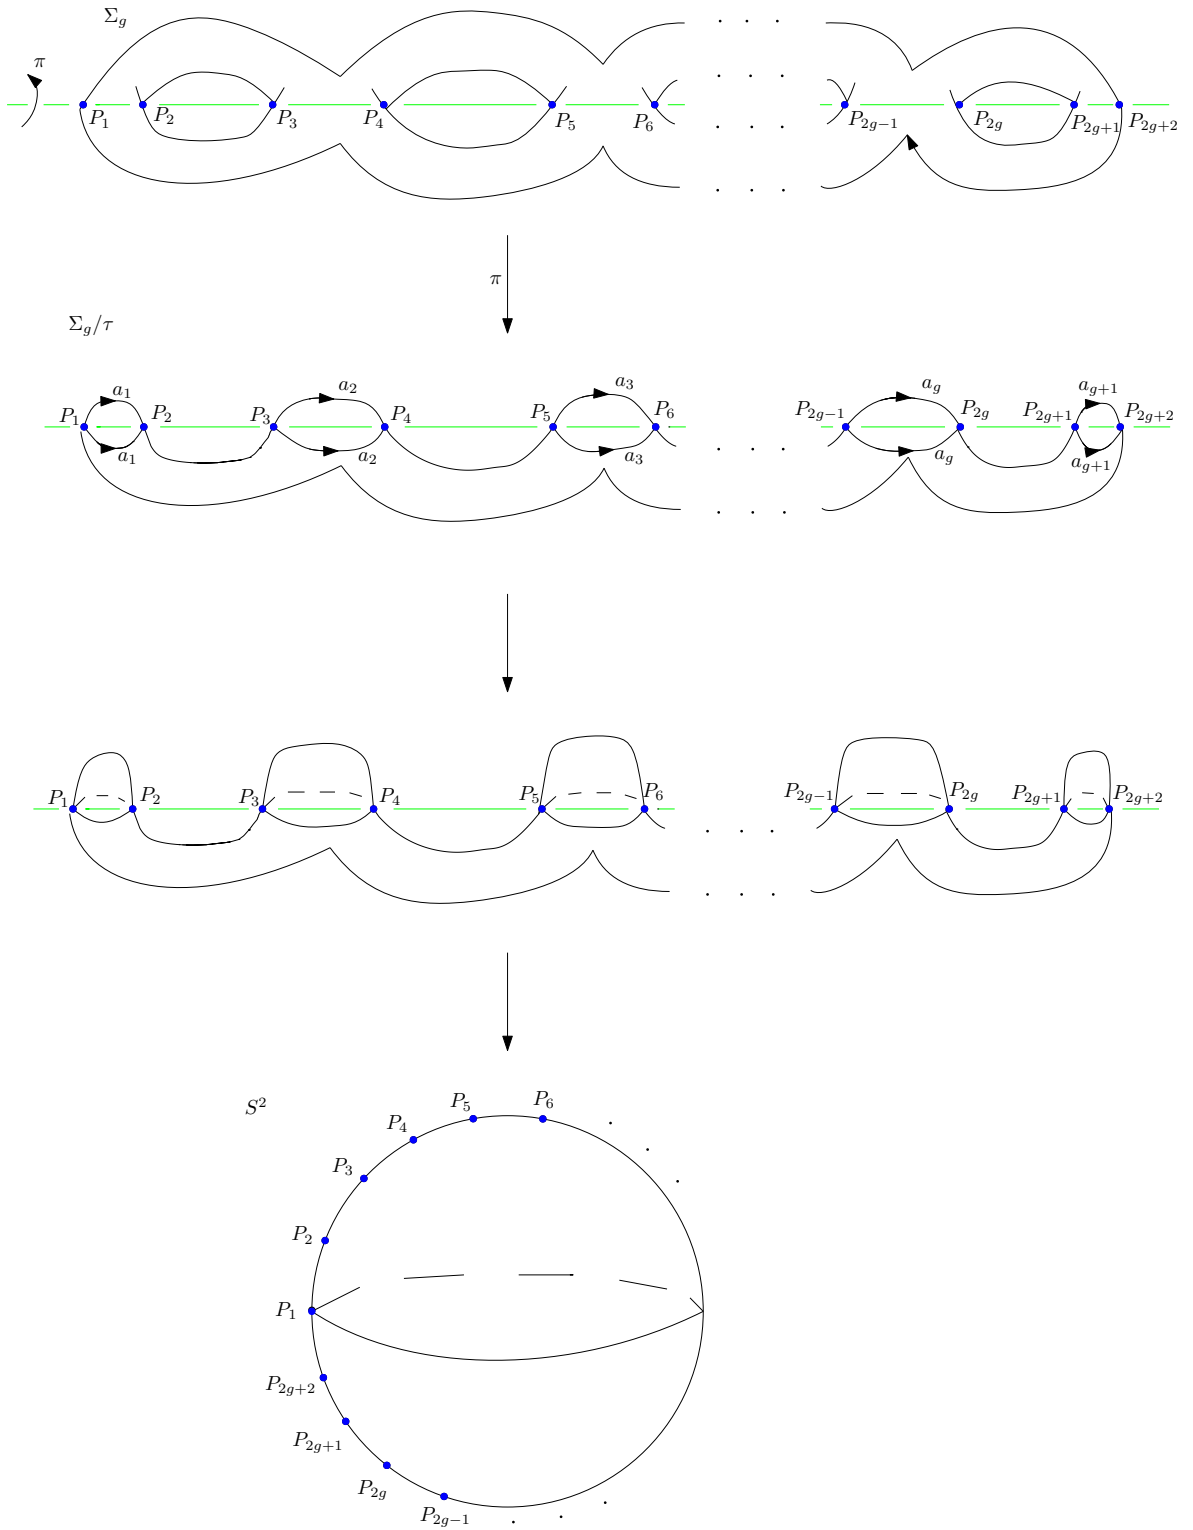 Σ_g
π
P_1 P_2 P_3 P_4 P_5 P_6 . . . P_{2g−1} P_{2g} P_{2g+1} P_{2g+2}
π
Σ_g/τ
a_1 a_2 a_3 a_g a_{g+1}
P_1 P_2 P_3 P_4 P_5 P_6 P_{2g−1} P_{2g} P_{2g+1} P_{2g+2}
a_1 a_2 a_3 . . . a_g a_{g+1}
P_1 P_2 P_3 P_4 P_5 P_6 . . . P_{2g−1} P_{2g} P_{2g+1} P_{2g+2}
S^2
P_5 P_6
P_4
P_3
P_2
P_1
P_{2g+2}
P_{2g+1}
P_{2g}
P_{2g−1}